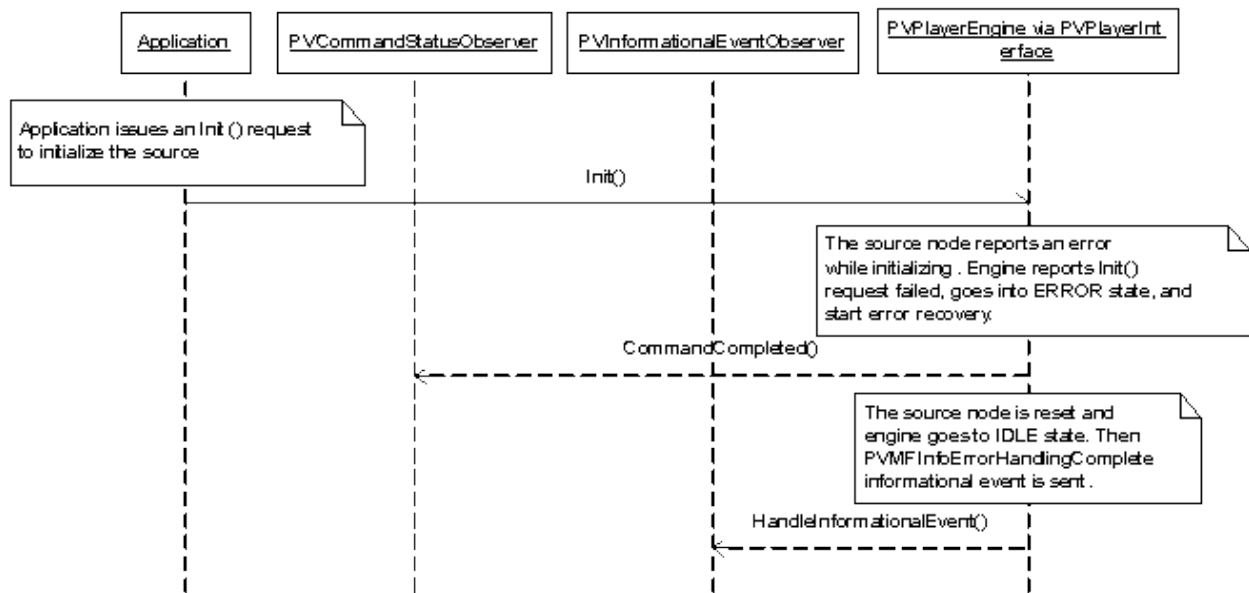 Application
PVCommandStatusObserver
PVInformationalEventObserver
PVPlayerEngine via PVPlayerInt
erface
Application issues an Init () request
to initialize the source
Init()
The source node reports an error
while initializing . Engine reports Init()
request failed, goes into ERROR state, and
start error recovery.
CommandCompleted()
The source node is reset and
engine goes to IDLE state. Then
PVMFInfoErrorHandlingComplete
informational event is sent .
HandleInformationalEvent()